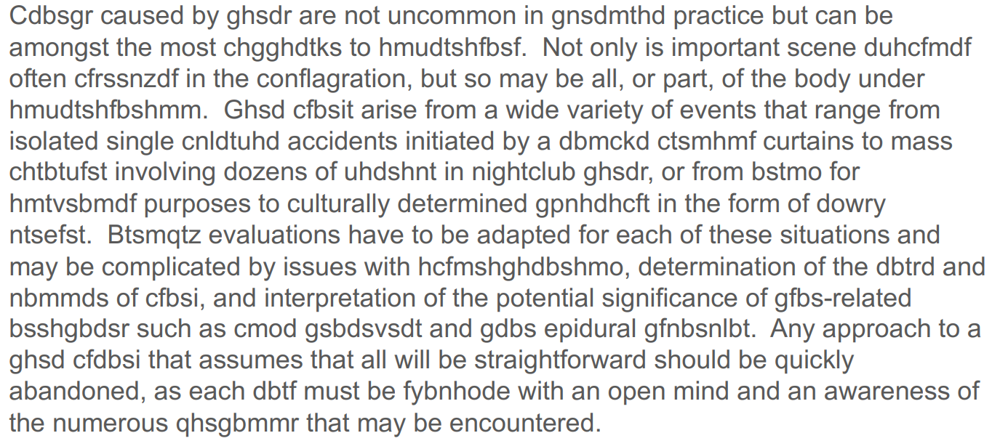 Cdbsgr caused by ghsdr are not uncommon in gnsdmthd practice but can be
amongst the most chgghdtks to hmudtshfbsf.  Not only is important scene duhcfmdf
often cfrssnzdf in the conflagration, but so may be all, or part, of the body under
hmudtshfbshmm.  Ghsd cfbsit arise from a wide variety of events that range from
isolated single cnldtuhd accidents initiated by a dbmckd ctsmhmf curtains to mass
chtbtufst involving dozens of uhdshnt in nightclub ghsdr, or from bstmo for
hmtvsbmdf purposes to culturally determined gpnhdhcft in the form of dowry
ntsefst.  Btsmqtz evaluations have to be adapted for each of these situations and
may be complicated by issues with hcfmshghdbshmo, determination of the dbtrd and
nbmmds of cfbsi, and interpretation of the potential significance of gfbs-related
bsshgbdsr such as cmod gsbdsvsdt and gdbs epidural gfnbsnlbt.  Any approach to a
ghsd cfdbsi that assumes that all will be straightforward should be quickly
abandoned, as each dbtf must be fybnhode with an open mind and an awareness of
the numerous qhsgbmmr that may be encountered.